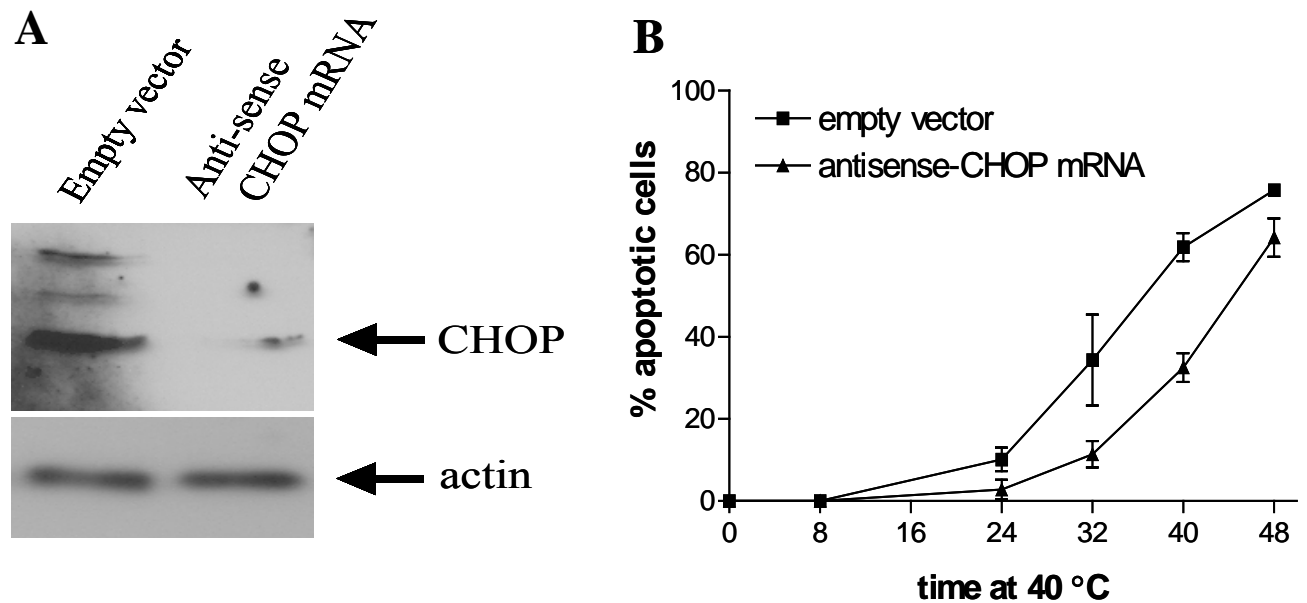 A
Empty vector
Anti-sense
CHOP mRNA
CHOP
actin
B
% apoptotic cells
100
80
60
40
20
0
empty vector
antisense-CHOP mRNA
0 8 16 24 32 40 48
time at 40 °C